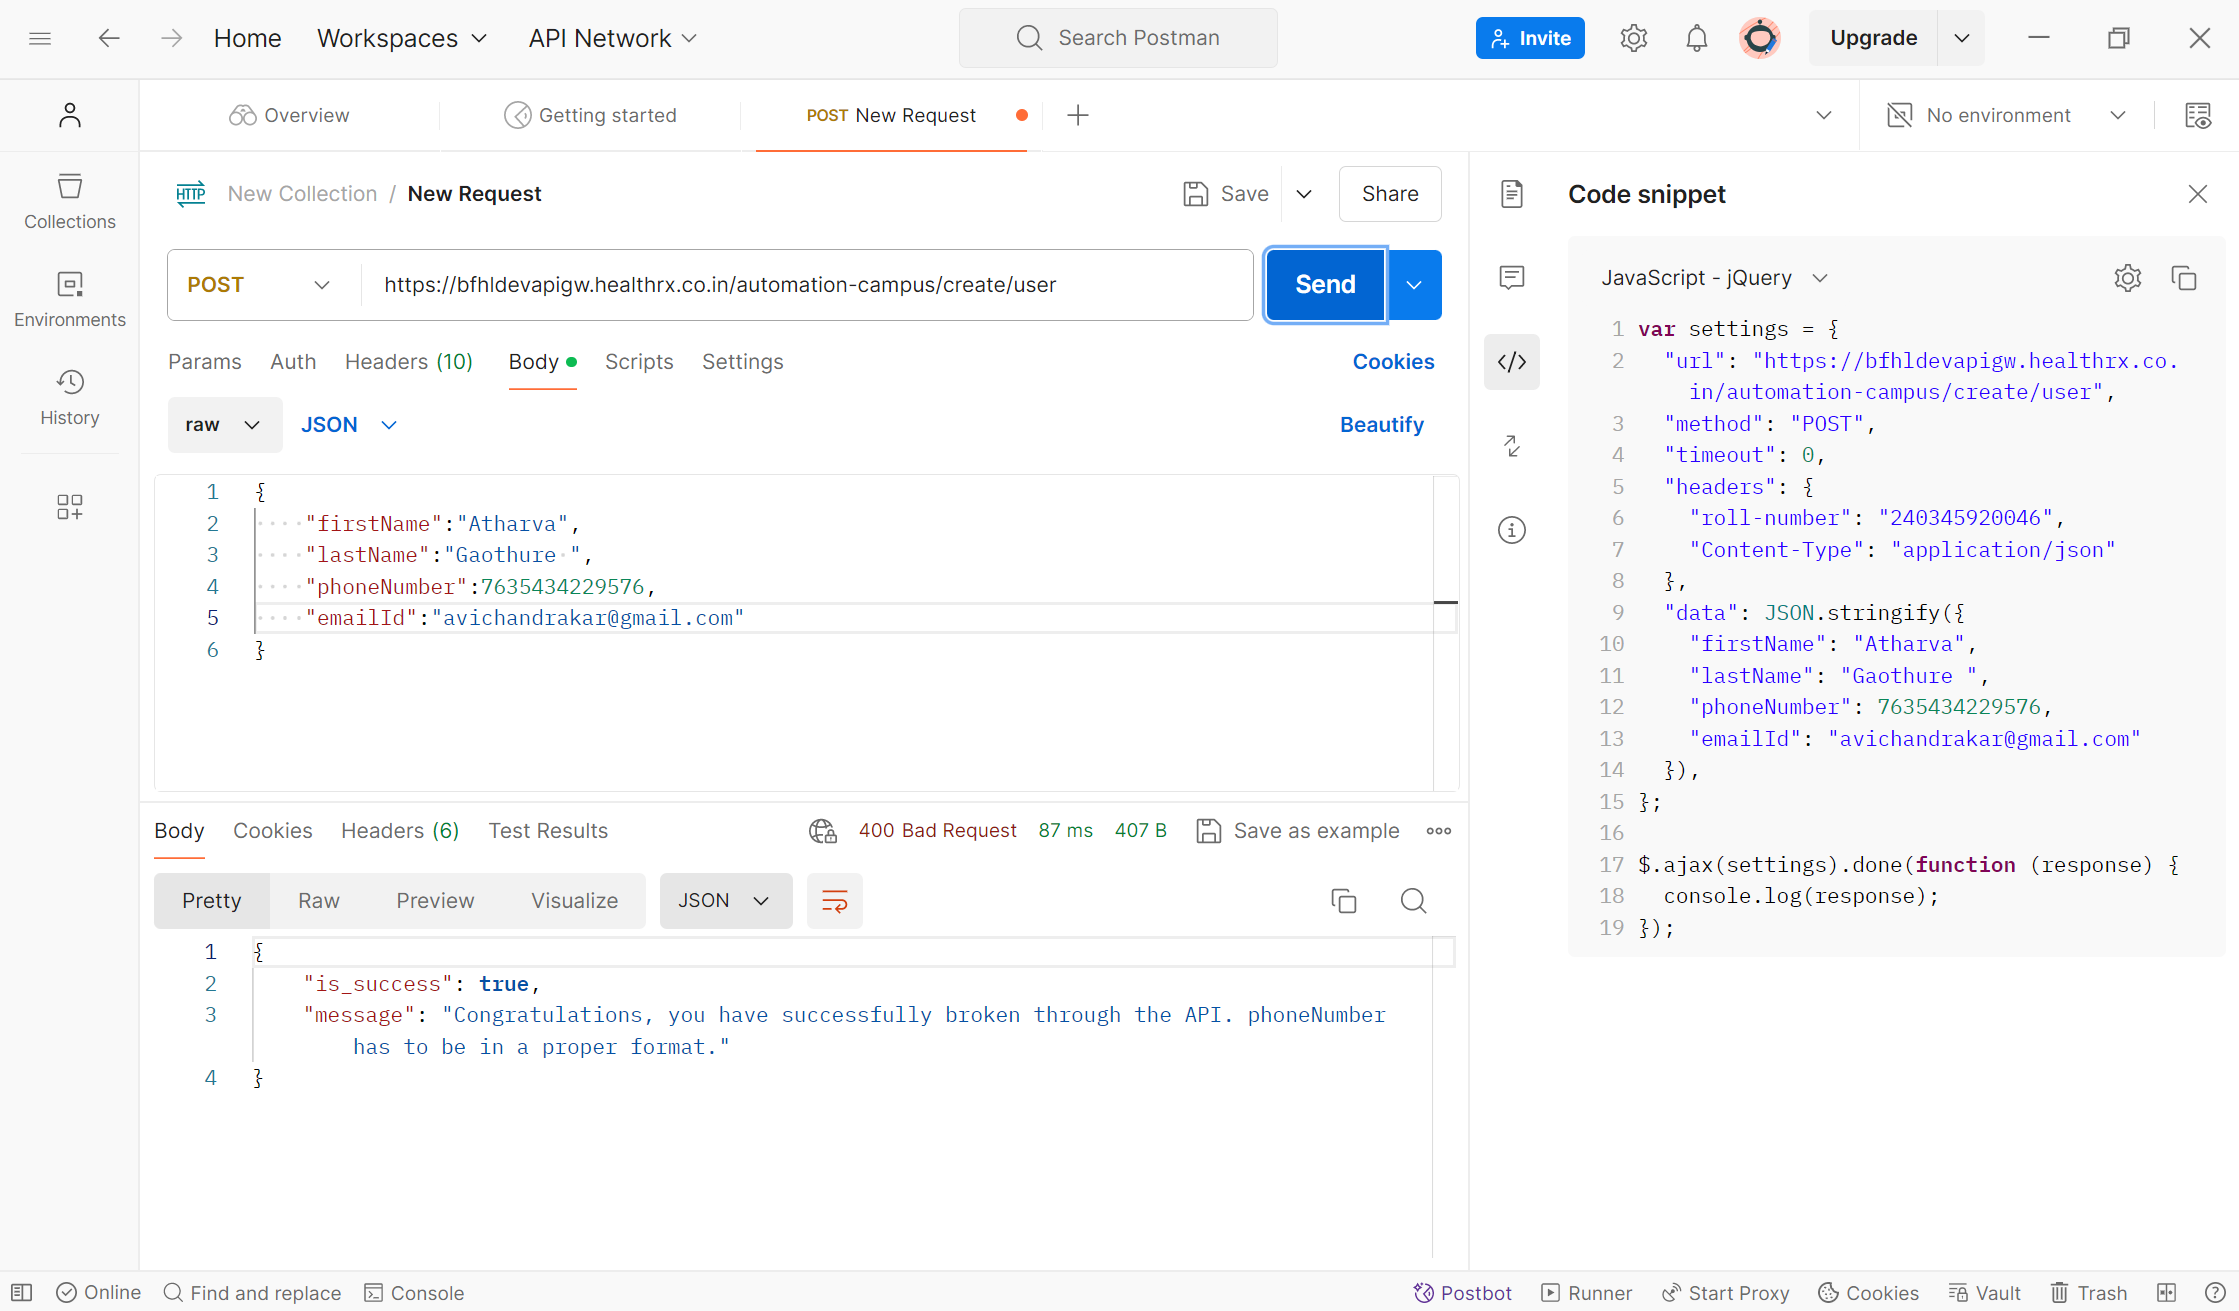 Home Workspaces API Network Search Postman Invite Upgrade
Overview Getting started POST New Request No environment
Collections
Environments
History
HTTP New Collection / New Request Save Share
POST https://bfhldevapigw.healthrx.co.in/automation-campus/create/user Send
Params Auth Headers (10) Body Scripts Settings Cookies
raw JSON Beautify
1 {
2 "firstName":"Atharva",
3 "lastName":"Gaothure ",
4 "phoneNumber":7635434229576,
5 "emailId":"avichandrakar@gmail.com"
6 }
Body Cookies Headers (6) Test Results 400 Bad Request 87 ms 407 B Save as example
Pretty Raw Preview Visualize JSON
1 {
2 "is_success": true,
3 "message": "Congratulations, you have successfully broken through the API. phoneNumber
has to be in a proper format."
4 }
Code snippet
JavaScript - jQuery
1 var settings = {
2 "url": "https://bfhldevapigw.healthrx.co.
in/automation-campus/create/user",
3 "method": "POST",
4 "timeout": 0,
5 "headers": {
6 "roll-number": "240345920046",
7 "Content-Type": "application/json"
8 },
9 "data": JSON.stringify({
10 "firstName": "Atharva",
11 "lastName": "Gaothure ",
12 "phoneNumber": 7635434229576,
13 "emailId": "avichandrakar@gmail.com"
14 }),
15 };
16
17 $.ajax(settings).done(function (response) {
18 console.log(response);
19 });
Online Find and replace Console Postbot Runner Start Proxy Cookies Vault Trash